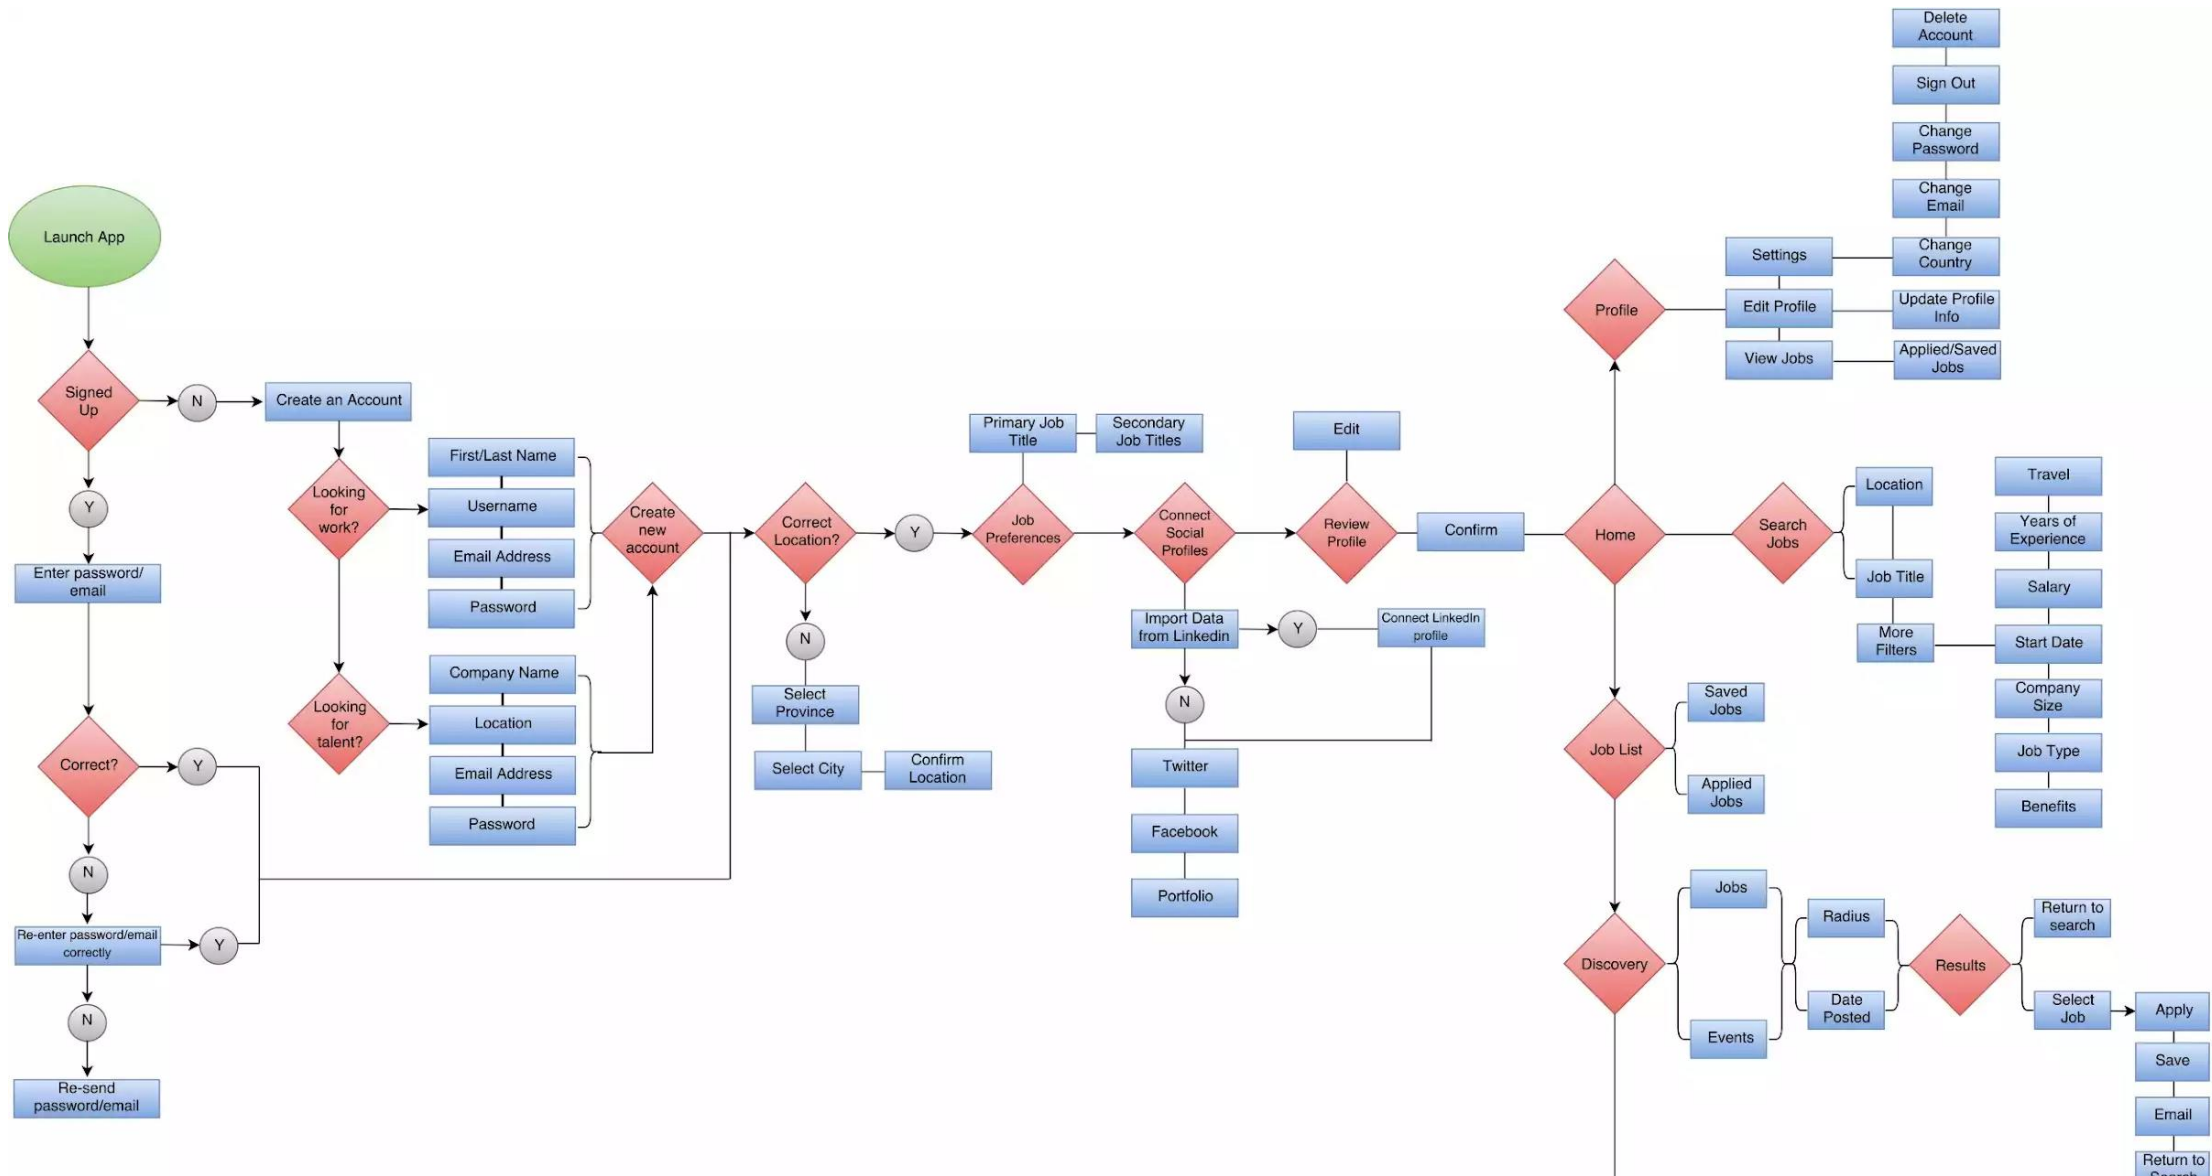 Delete
Account
Sign Out
Change
Password
Change
Email
Launch App
Settings
Change
Country
Profile
Edit Profile
Update Profile
Info
View Jobs
Applied/Saved
Jobs
Signed
Up
N
Create an Account
Y
Enter password/
email
Looking
for
work?
First/Last Name
Username
Email Address
Password
Create
new
account
Looking
for
talent?
Company Name
Location
Email Address
Password
Correct?
Y
N
Re-enter password/email
correctly
Y
N
Re-send
password/email
Correct
Location?
Y
N
Select
Province
Select City
Confirm
Location
Primary Job
Title
Secondary
Job Titles
Job
Preferences
Connect
Social
Profiles
Import Data
from Linkedin
Y
Connect LinkedIn
profile
N
Twitter
Facebook
Portfolio
Edit
Review
Profile
Confirm
Home
Search
Jobs
Location
Job Title
More
Filters
Travel
Years of
Experience
Salary
Start Date
Company
Size
Job Type
Benefits
Job List
Saved
Jobs
Applied
Jobs
Discovery
Jobs
Events
Radius
Date
Posted
Results
Return to
search
Select
Job
Apply
Save
Email
Return to
Search